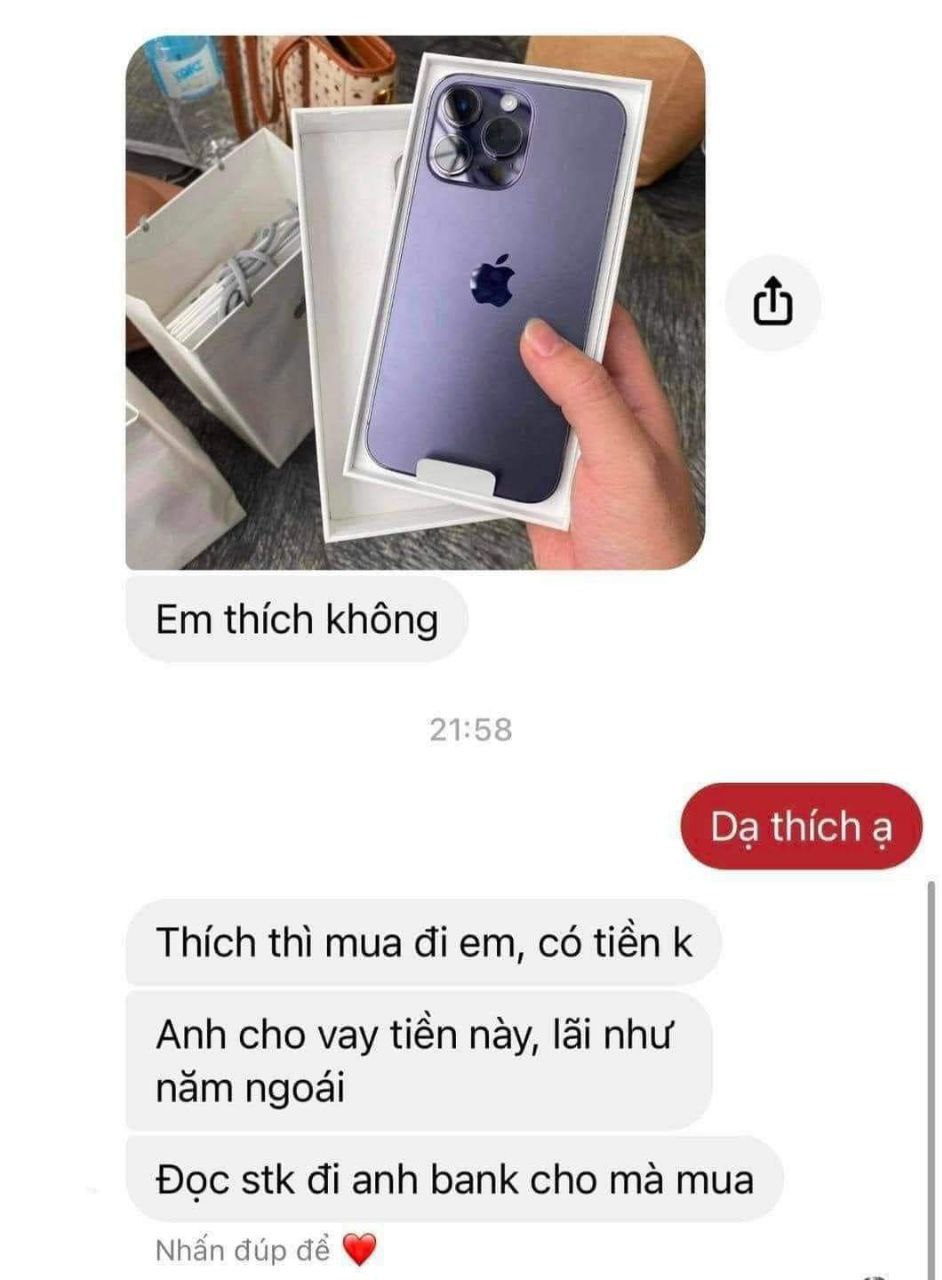 Em thích không
21:58
Dạ thích ạ
Thích thì mua đi em, có tiền k
Anh cho vay tiền này, lãi như
năm ngoái
Đọc stk đi anh bank cho mà mua
Nhấn đúp để ❤️